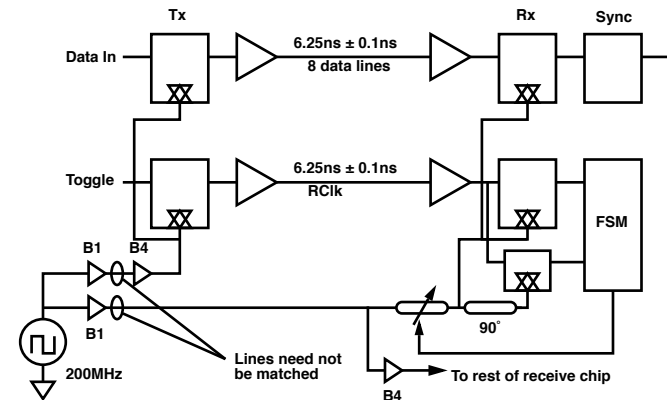 Tx
Rx
Sync
Data In
6.25ns ± 0.1ns
8 data lines
Toggle
6.25ns ± 0.1ns
RClk
FSM
B1
B4
B1
90°
200MHz
Lines need not
be matched
B4
To rest of receive chip